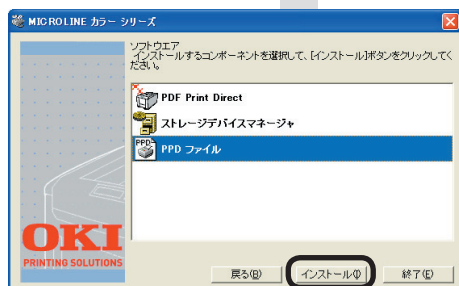 MICROLINE カラー シリーズ
ソフトウエア
インストールするコンポーネントを選択して、[インストール]ボタンをクリックしてく
ださい。
PDF Print Direct
ストレージデバイスマネージャ
PPD
PPD ファイル
OKI
PRINTING SOLUTIONS
戻る(B)
インストール(I)
終了(E)